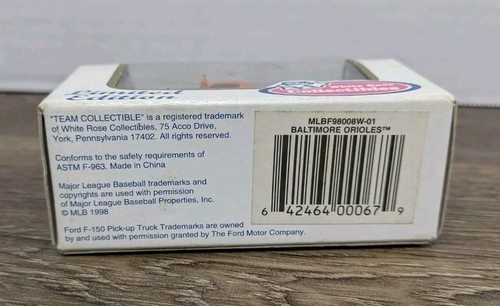 Limited
Edition
White Rose
Collectibles
"TEAM COLLECTIBLE" is a registered trademark
of White Rose Collectibles, 75 Acco Drive,
York, Pennsylvania 17402. All rights reserved.
Conforms to the safety requirements of
ASTM F-963. Made in China
Major League Baseball trademarks and
copyrights are used with permission
of Major League Baseball Properties, Inc.
© MLB 1998
Ford F-150 Pick-up Truck Trademarks are owned
by and used with permission granted by The Ford Motor Company.
MLBF98008W-01
BALTIMORE ORIOLES™
6 42464 00067 9